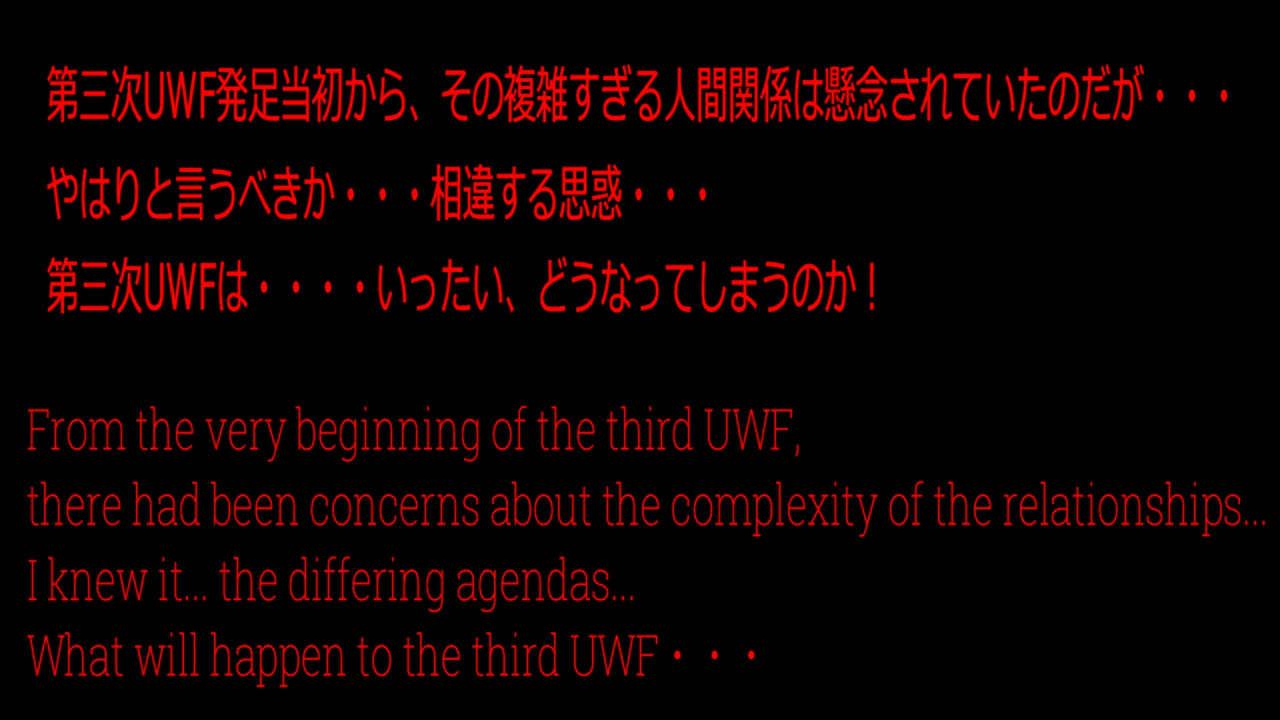 第三次UWF発足当初から、その複雑すぎる人間関係は懸念されていたのだが・・・
やはりと言うべきか・・・相違する思惑・・・
第三次UWFは・・・・いったい、どうなってしまうのか！
From the very beginning of the third UWF,
there had been concerns about the complexity of the relationships...
I knew it... the differing agendas...
What will happen to the third UWF・・・